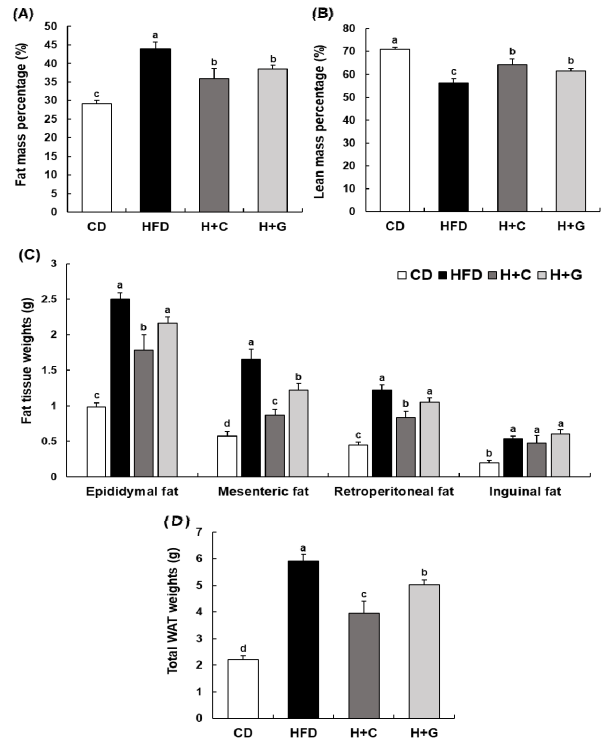 (A)
Fat mass percentage (%)
50
45
40
35
30
25
20
15
10
5
0
c
a
b
b
CD HFD H+C H+G
(B)
Lean mass percentage (%)
80
70
60
50
40
30
20
10
0
a
c
b
b
CD HFD H+C H+G
(C)
CD HFD H+C H+G
Fat tissue weights (g)
3
2.5
2
1.5
1
0.5
0
c a b a
d a c b
c a b a
b a a a
Epididymal fat Mesenteric fat Retroperitoneal fat Inguinal fat
(D)
Total WAT weights (g)
7
6
5
4
3
2
1
0
d
a
c
b
CD HFD H+C H+G